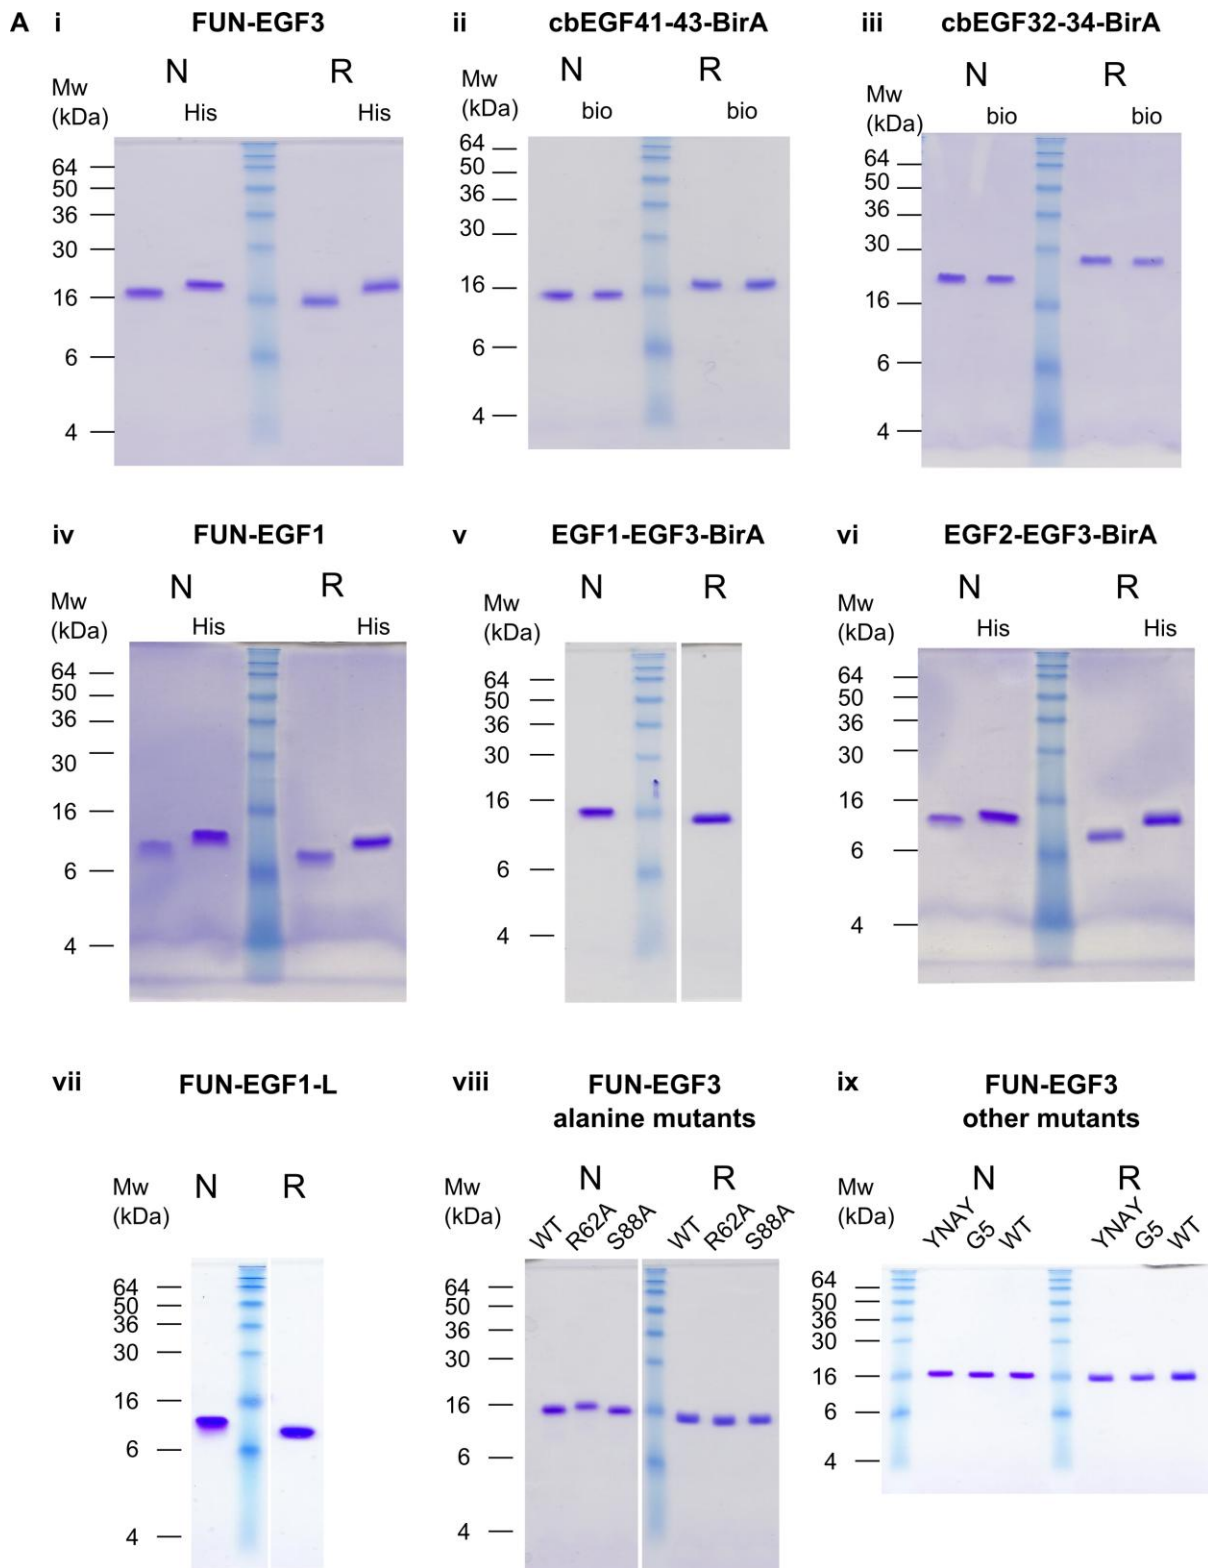 A i FUN-EGF3
N R
Mw
(kDa) His His
64
50
36
30
16
6
4
ii cbEGF41-43-BirA
N R
Mw
(kDa) bio bio
64
50
36
30
16
6
4
iii cbEGF32-34-BirA
N R
Mw
(kDa) bio bio
64
50
36
30
16
6
4
iv FUN-EGF1
N R
Mw
(kDa) His His
64
50
36
30
16
6
4
v EGF1-EGF3-BirA
N R
Mw
(kDa)
64
50
36
30
16
6
4
vi EGF2-EGF3-BirA
N R
Mw
(kDa) His His
64
50
36
30
16
6
4
vii FUN-EGF1-L
Mw N R
(kDa)
64
50
36
30
16
6
4
viii FUN-EGF3
alanine mutants
N R
Mw
(kDa) WT R62A S88A WT R62A S88A
64
50
36
30
16
6
4
ix FUN-EGF3
other mutants
N R
Mw
(kDa) YNAY G5 WT YNAY G5 WT
64
50
36
30
16
6
4